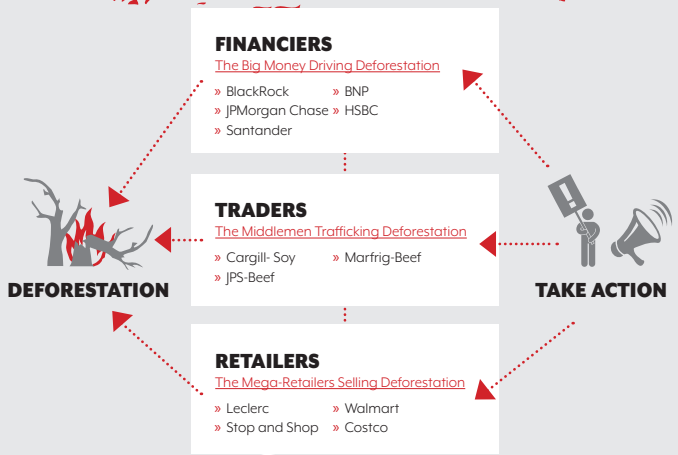 FINANCIERS
The Big Money Driving Deforestation
» BlackRock » BNP
» JPMorgan Chase » HSBC
» Santander
TRADERS
The Middlemen Trafficking Deforestation
» Cargill- Soy » Marfrig-Beef
» JPS-Beef
DEFORESTATION
TAKE ACTION
RETAILERS
The Mega-Retailers Selling Deforestation
» Leclerc » Walmart
» Stop and Shop » Costco